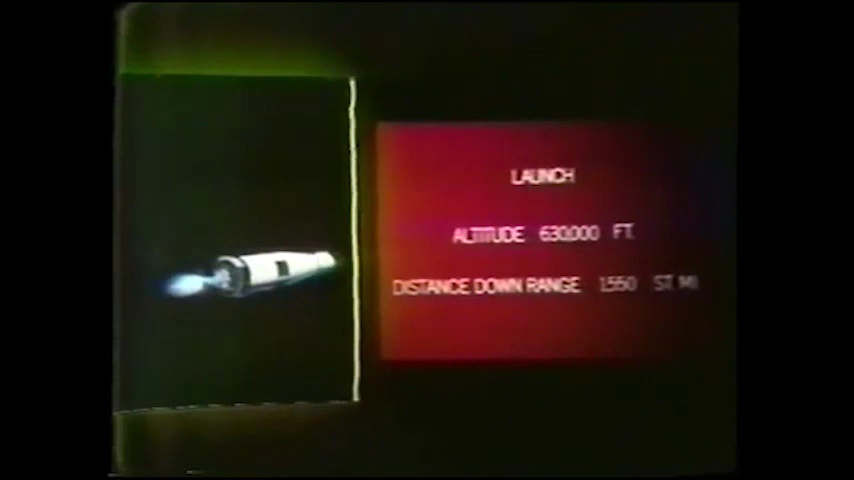 LAUNCH
ALTITUDE 630,000 FT.
DISTANCE DOWN RANGE 1550 ST. MI.